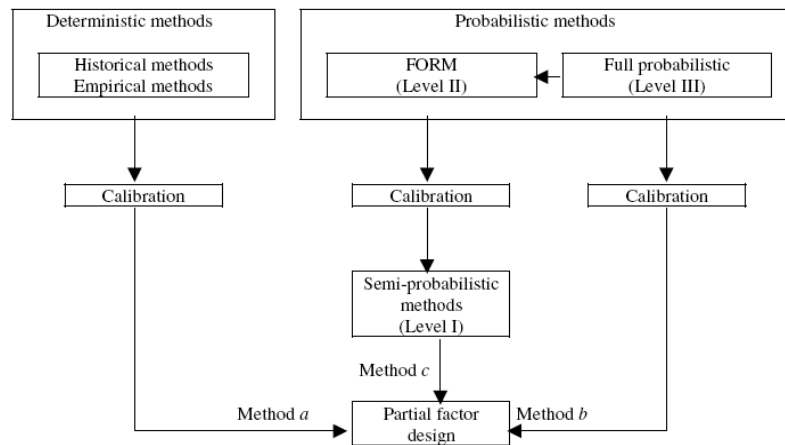 Deterministic methods
Historical methods
Empirical methods
Probabilistic methods
FORM
(Level II)
Full probabilistic
(Level III)
Calibration
Calibration
Calibration
Semi-probabilistic
methods
(Level I)
Method c
Method a
Partial factor
design
Method b